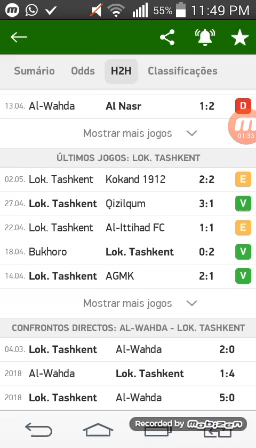 55% 11:49 PM
Sumário Odds H2H Classificações
13.04. Al-Wahda Al Nasr 1:2 D
Mostrar mais jogos
01:33
ÚLTIMOS JOGOS: LOK. TASHKENT
02.05. Lok. Tashkent Kokand 1912 2:2 E
27.04. Lok. Tashkent Qizilqum 3:1 V
22.04. Lok. Tashkent Al-Ittihad FC 1:1 E
18.04. Bukhoro Lok. Tashkent 0:2 V
14.04. Lok. Tashkent AGMK 2:1 V
Mostrar mais jogos
CONFRONTOS DIRECTOS: AL-WAHDA - LOK. TASHKENT
04.03. Lok. Tashkent Al-Wahda 2:0
2018 Al-Wahda Lok. Tashkent 1:4
2018 Lok. Tashkent Al-Wahda 5:0
Recorded by Mobizen